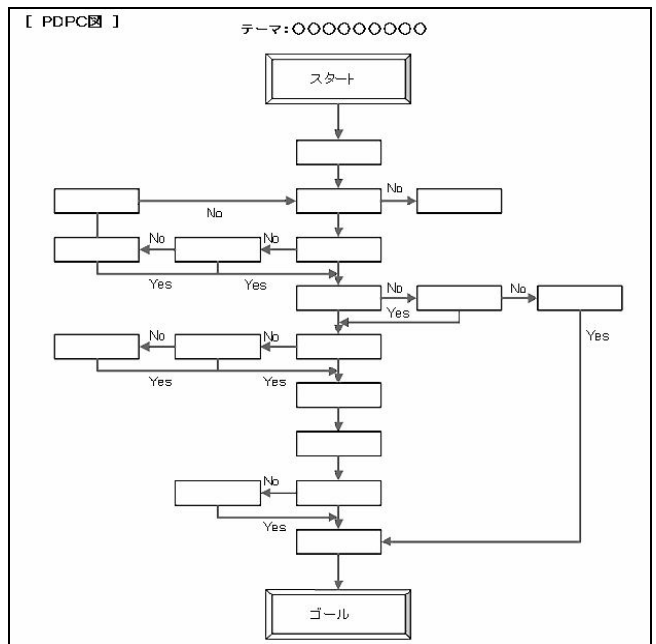 [ PDPC図 ]
テーマ:○○○○○○○○○
スタート
No
No
No
No
Yes
Yes
No
No
Yes
Yes
No
No
Yes
Yes
No
Yes
ゴール